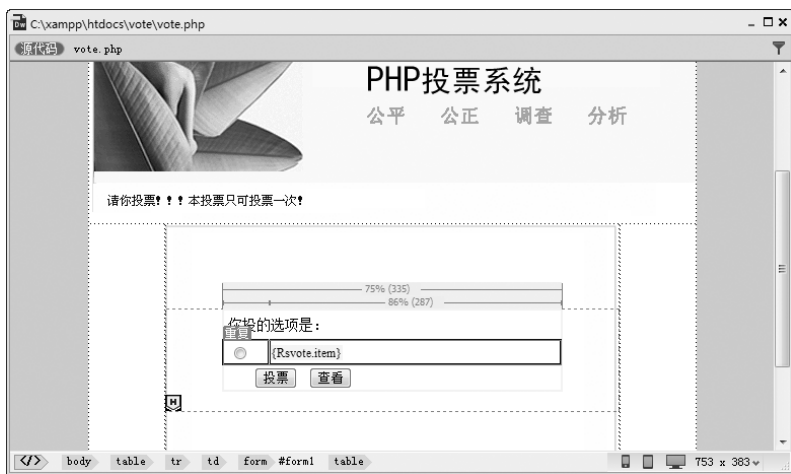 C:\xampp\htdocs\vote\vote.php
源代码 vote.php
PHP投票系统
公平 公正 调查 分析
请你投票!!!本投票只可投票一次!
75% (335)
86% (287)
你投的选项是:
重复
{Rsvote.item}
投票 查看
</> body table tr td form #form1 table 753 x 383